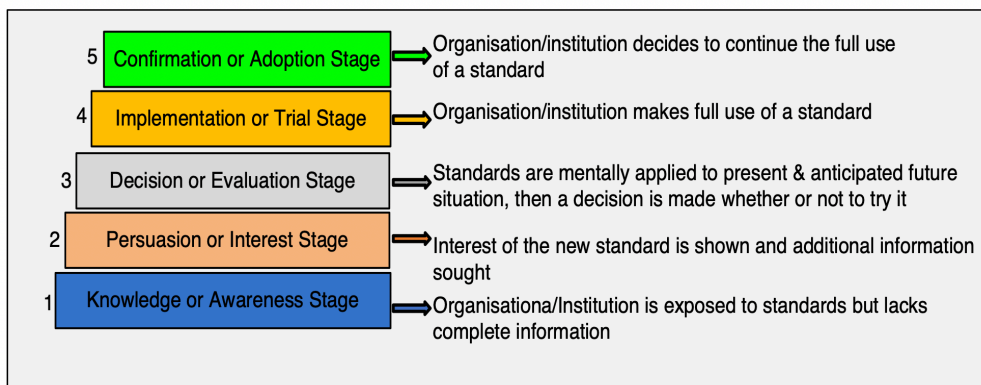 5 Confirmation or Adoption Stage
Organisation/institution decides to continue the full use
of a standard
4 Implementation or Trial Stage
Organisation/institution makes full use of a standard
3 Decision or Evaluation Stage
Standards are mentally applied to present & anticipated future
situation, then a decision is made whether or not to try it
2 Persuasion or Interest Stage
Interest of the new standard is shown and additional information
sought
1 Knowledge or Awareness Stage
Organisationa/Institution is exposed to standards but lacks
complete information